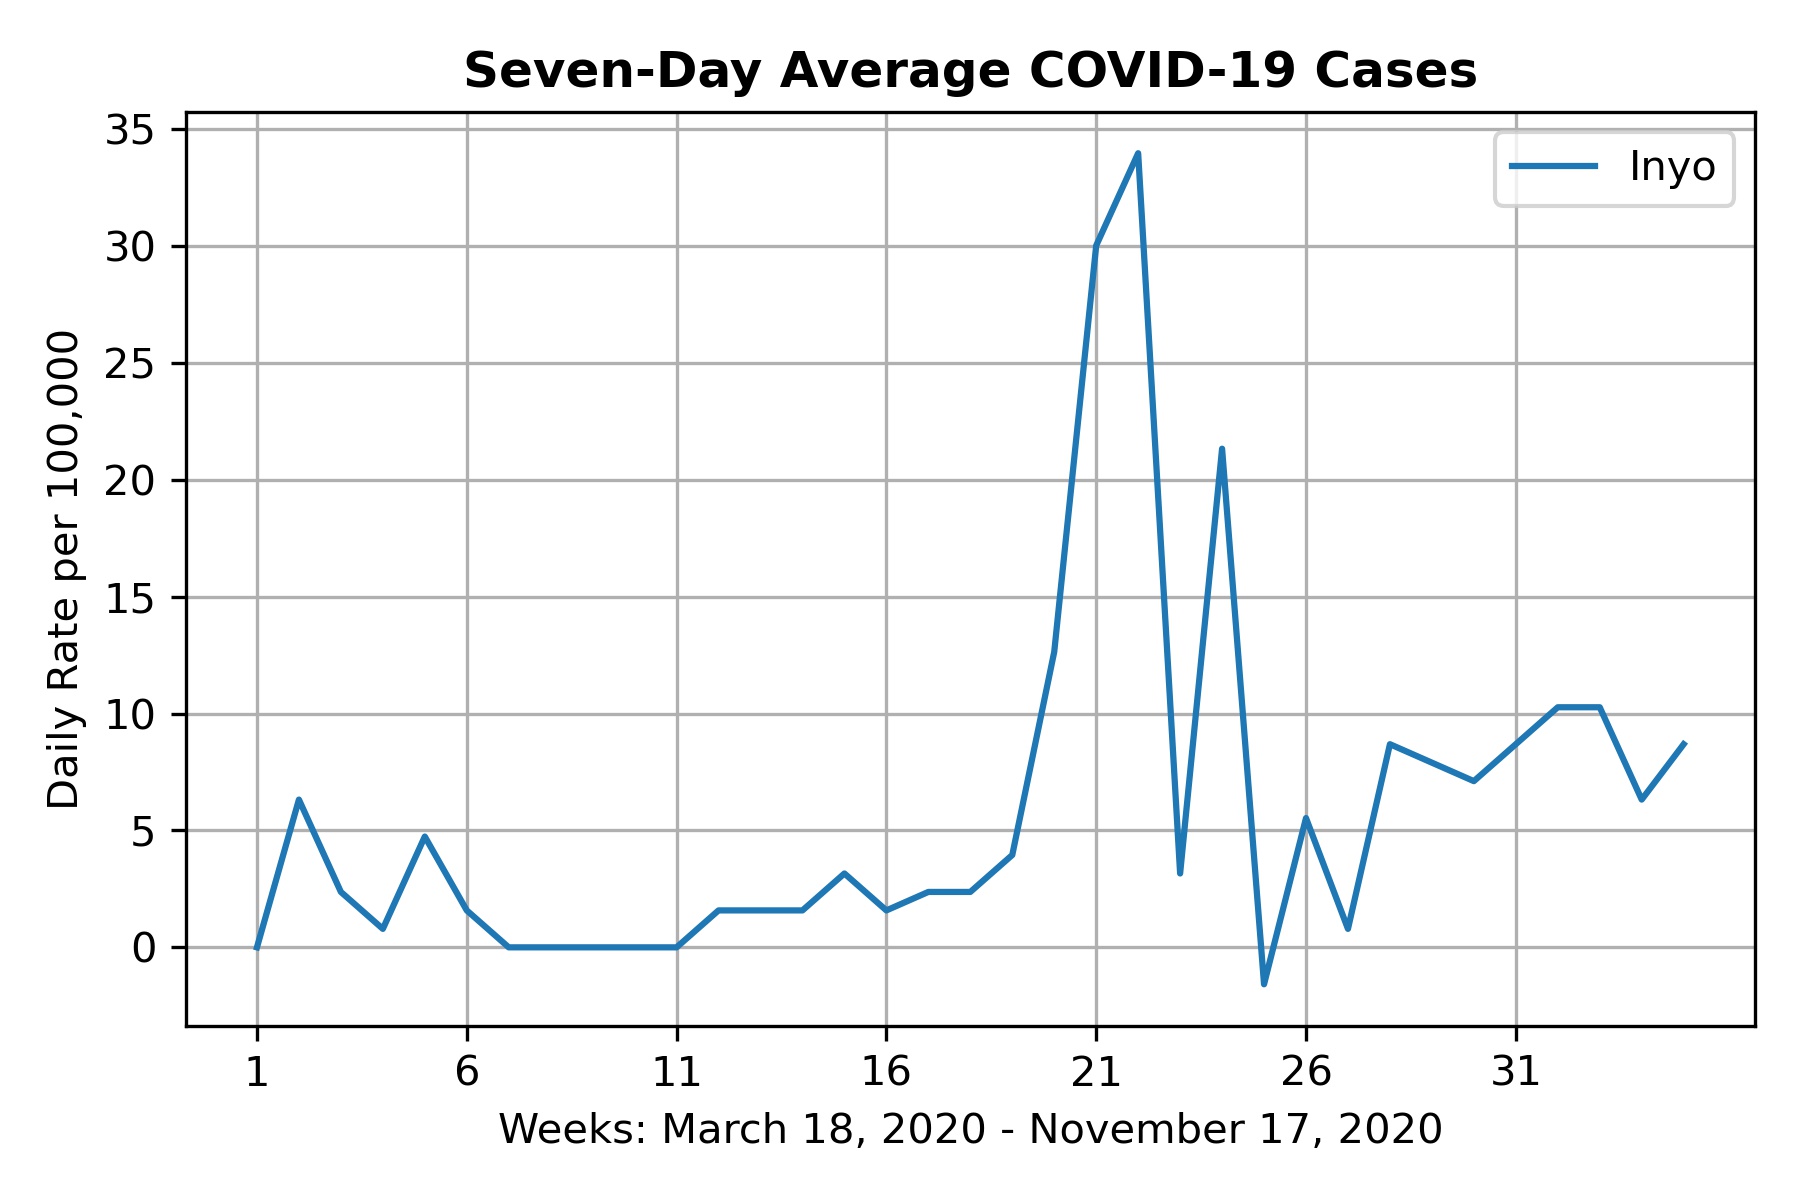 Seven-Day Average COVID-19 Cases
35
30
25
20
15
10
5
0
Daily Rate per 100,000
Inyo
1 6 11 16 21 26 31
Weeks: March 18, 2020 - November 17, 2020